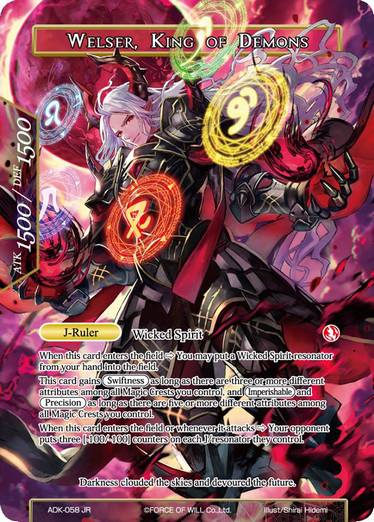 Welser, King of Demons
ATK 1500 / DEF 1500
J-Ruler
Wicked Spirit
When this card enters the field ⇨ You may put a Wicked Spirit resonator
from your hand into the field.
This card gains Swiftness as long as there are three or more different
attributes among all Magic Crests you control, and Imperishable and
Precision as long as there are five or more different attributes among
all Magic Crests you control.
When this card enters the field or whenever it attacks ⇨ Your opponent
puts three [-100/-100] counters on each J/resonator they control.
Darkness clouded the skies and devoured the future.
ADK-058 JR
©FORCE OF WILL Co.,Ltd.
Illust/Shirai Hidemi